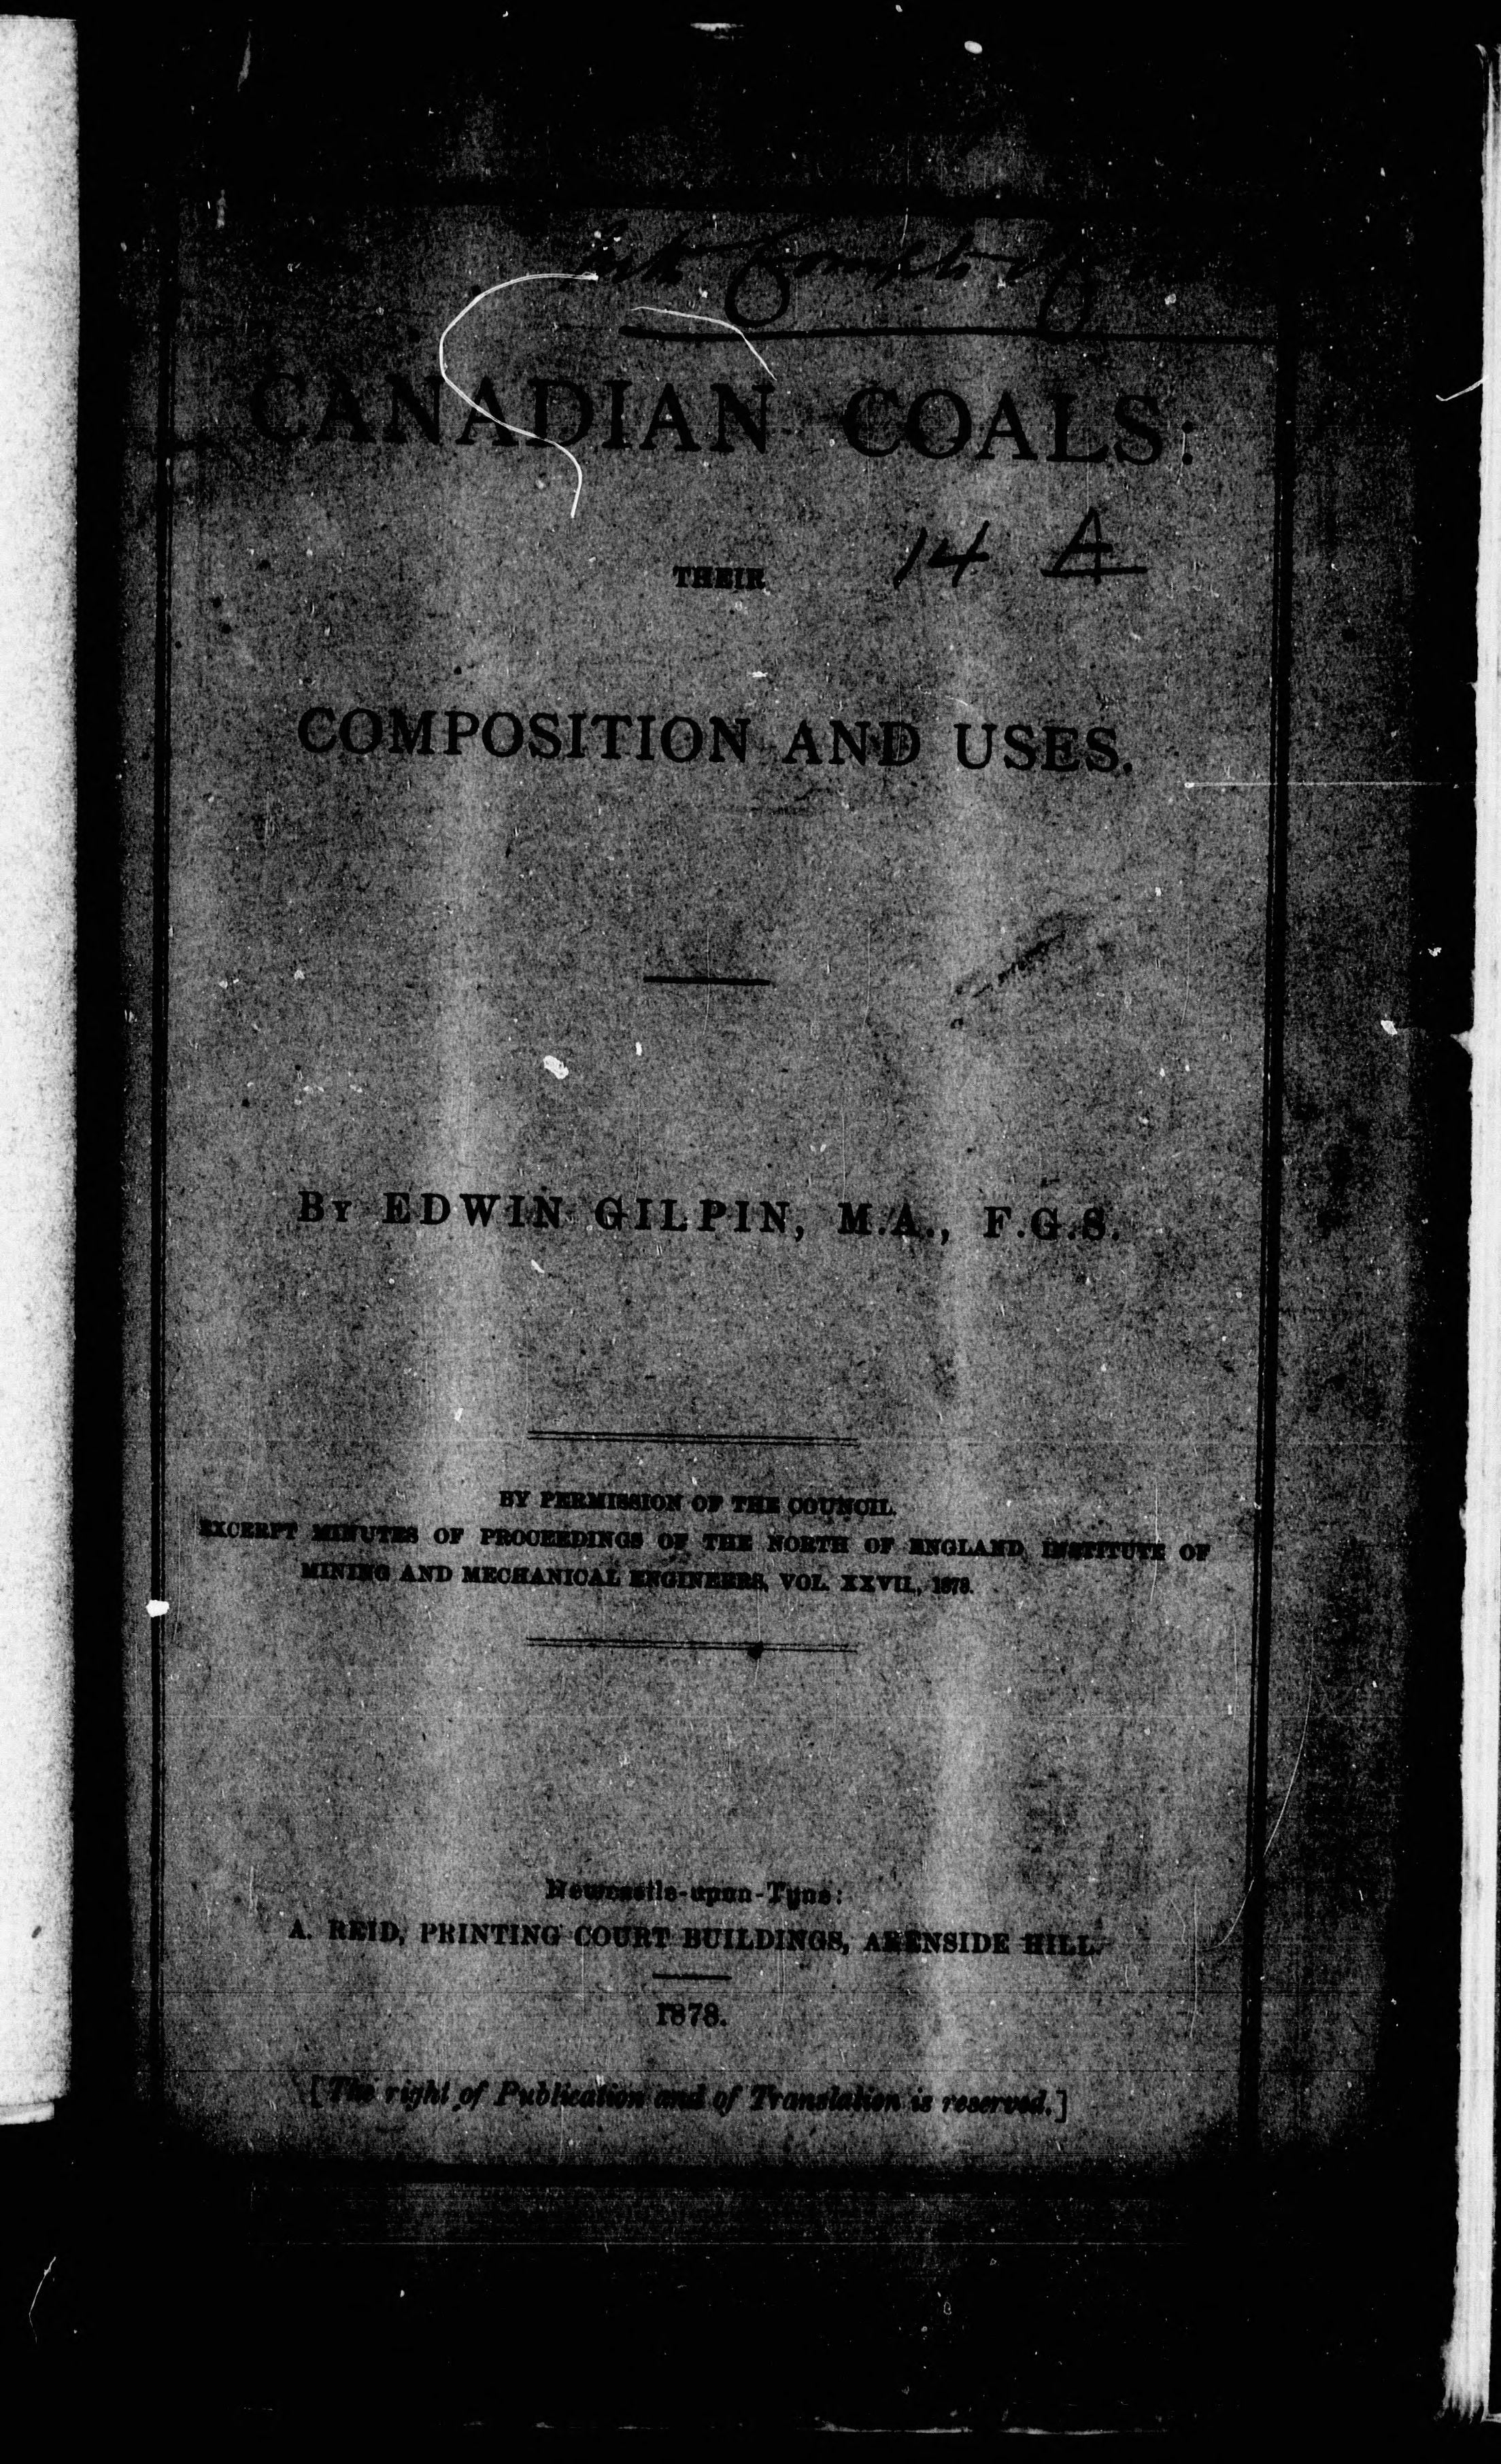 CANADIAN COALS:
14 A
THEIR
COMPOSITION AND USES.
BY EDWIN GILPIN, M.A., F.G.S.
BY PERMISSION OF THE COUNCIL.
EXCERPT MINUTES OF PROCEEDINGS OF THE NORTH OF ENGLAND INSTITUTE OF
MINING AND MECHANICAL ENGINEERS, VOL. XXVII., 1878.
Newcastle-upon-Tyne:
A. REID, PRINTING COURT BUILDINGS, AKENSIDE HILL.
1878.
[The right of Publication and of Translation is reserved.]